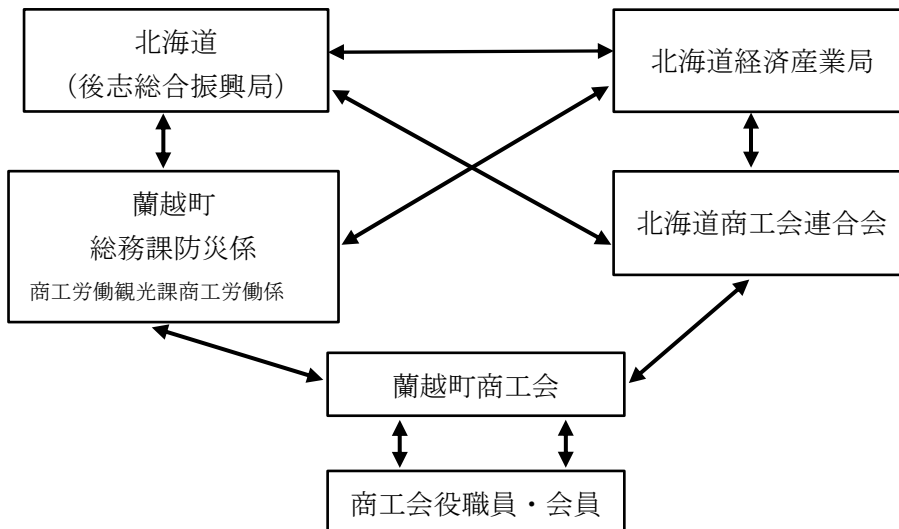 北海道
（後志総合振興局）
北海道経済産業局
蘭越町
総務課防災係
商工労働観光課商工労働係
北海道商工会連合会
蘭越町商工会
商工会役職員・会員